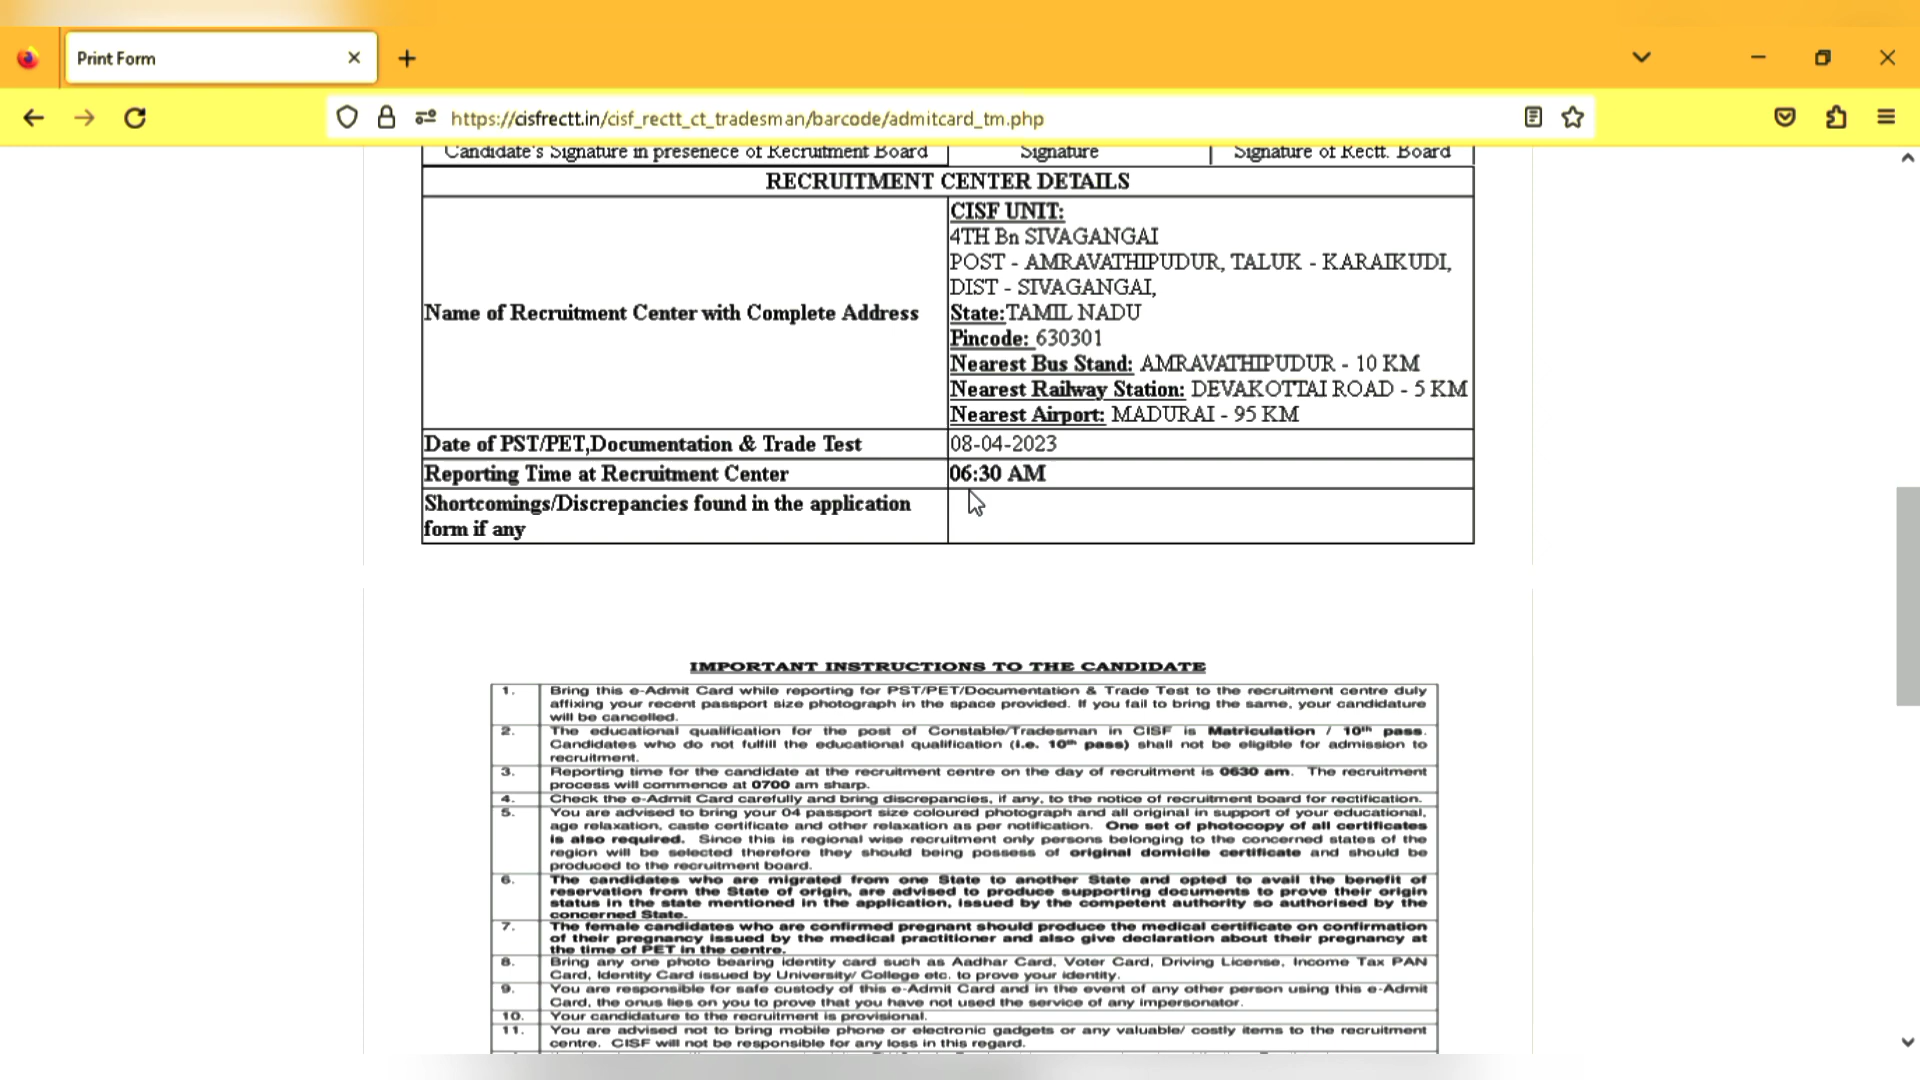 Print Form
https://cisfrectt.in/cisf_rectt_ct_tradesman/barcode/admitcard_tm.php
Candidate's Signature in presenece of Recruitment Board
Signature
Signature of Rectt. Board
RECRUITMENT CENTER DETAILS
Name of Recruitment Center with Complete Address
CISF UNIT:
4TH Bn SIVAGANGAI
POST - AMRAVATHIPUDUR, TALUK - KARAIKUDI,
DIST - SIVAGANGAI,
State:TAMIL NADU
Pincode: 630301
Nearest Bus Stand: AMRAVATHIPUDUR - 10 KM
Nearest Railway Station: DEVAKOTTAI ROAD - 5 KM
Nearest Airport: MADURAI - 95 KM
Date of PST/PET,Documentation & Trade Test 08-04-2023
Reporting Time at Recruitment Center 06:30 AM
Shortcomings/Discrepancies found in the application
form if any
IMPORTANT INSTRUCTIONS TO THE CANDIDATE
1. Bring this e-Admit Card while reporting for PST/PET/Documentation & Trade Test to the recruitment centre duly
affixing your recent passport size photograph in the space provided. If you fail to bring the same, your candidature
will be cancelled.
2. The educational qualification for the post of Constable/Tradesman in CISF is Matriculation / 10th pass.
Candidates who do not fulfill the educational qualification (i.e. 10th pass) shall not be eligible for admission to
recruitment.
3. Reporting time for the candidate at the recruitment centre on the day of recruitment is 0630 am. The recruitment
process will commence at 0700 am sharp.
4. Check the e-Admit Card carefully and bring discrepancies, if any, to the notice of recruitment board for rectification.
5. You are advised to bring your 04 passport size coloured photograph and all original in support of your educational,
age relaxation, caste certificate and other relaxation as per notification. One set of photocopy of all certificates
is also required. Since this is regional wise recruitment only persons belonging to the concerned states of the
region will be selected therefore they should being possess of original domicile certificate and should be
produced to the recruitment board.
6. The candidates who are migrated from one State to another State and opted to avail the benefit of
reservation from the State of origin, are advised to produce supporting documents to prove their origin
status in the state mentioned in the application, issued by the competent authority so authorised by the
concerned State.
7. The female candidates who are confirmed pregnant should produce the medical certificate on confirmation
of their pregnancy issued by the medical practitioner and also give declaration about their pregnancy at
the time of PET in the centre.
8. Bring any one photo bearing identity card such as Aadhar Card, Voter Card, Driving License, Income Tax PAN
Card, Identity Card issued by University/ College etc. to prove your identity.
9. You are responsible for safe custody of this e-Admit Card and in the event of any other person using this e-Admit
Card, the onus lies on you to prove that you have not used the service of any impersonator.
10. Your candidature to the recruitment is provisional.
11. You are advised not to bring mobile phone or electronic gadgets or any valuable/ costly items to the recruitment
centre. CISF will not be responsible for any loss in this regard.